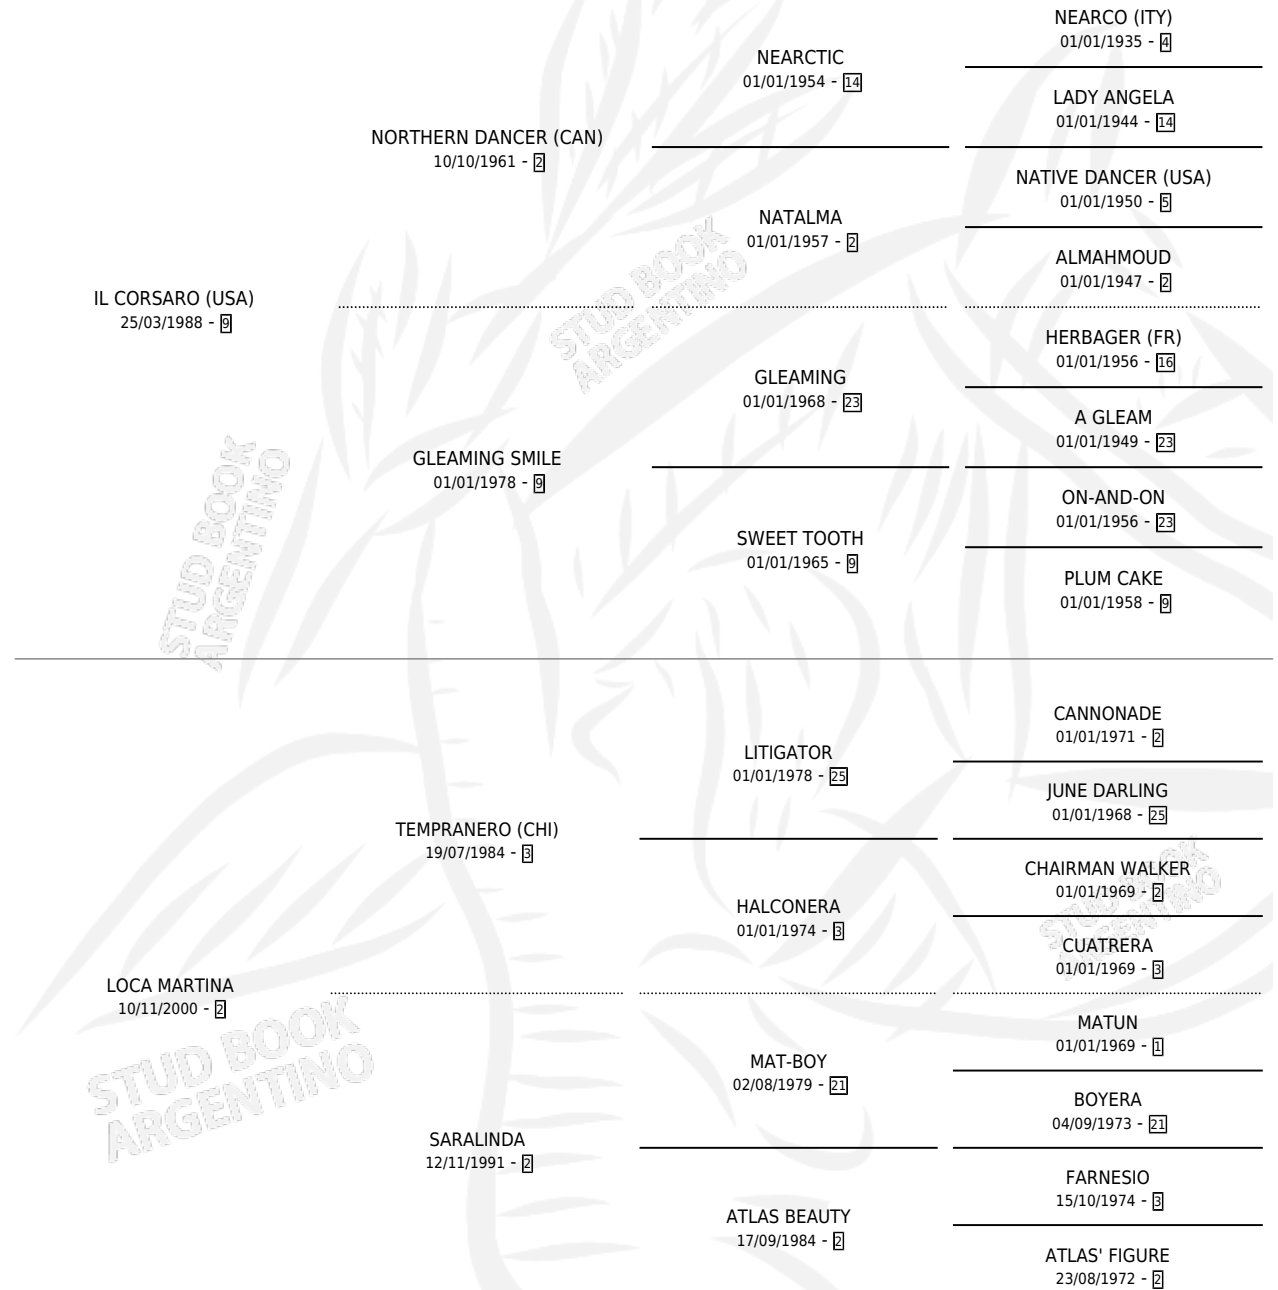 NEARCO (ITY)
01/01/1935 - 4
NEARCTIC
01/01/1954 - 14
LADY ANGELA
01/01/1944 - 14
NORTHERN DANCER (CAN)
10/10/1961 - 2
NATIVE DANCER (USA)
01/01/1950 - 5
NATALMA
01/01/1957 - 2
ALMAHMOUD
01/01/1947 - 2
IL CORSARO (USA)
25/03/1988 - 9
HERBAGER (FR)
01/01/1956 - 16
GLEAMING
01/01/1968 - 23
A GLEAM
01/01/1949 - 23
GLEAMING SMILE
01/01/1978 - 9
ON-AND-ON
01/01/1956 - 23
SWEET TOOTH
01/01/1965 - 9
PLUM CAKE
01/01/1958 - 9
STUD BOOK
ARGENTINO
STUD BOOK
ARGENTINO
CANNONADE
01/01/1971 - 2
LITIGATOR
01/01/1978 - 25
JUNE DARLING
01/01/1968 - 25
TEMPRANERO (CHI)
19/07/1984 - 3
CHAIRMAN WALKER
01/01/1969 - 2
HALCONERA
01/01/1974 - 3
CUATRERA
01/01/1969 - 3
LOCA MARTINA
10/11/2000 - 2
MATUN
01/01/1969 - 1
MAT-BOY
02/08/1979 - 21
BOYERA
04/09/1973 - 21
SARALINDA
12/11/1991 - 2
FARNESIO
15/10/1974 - 3
ATLAS BEAUTY
17/09/1984 - 2
ATLAS' FIGURE
23/08/1972 - 2
STUD BOOK
ARGENTINO
STUD BOOK
ARGENTINO